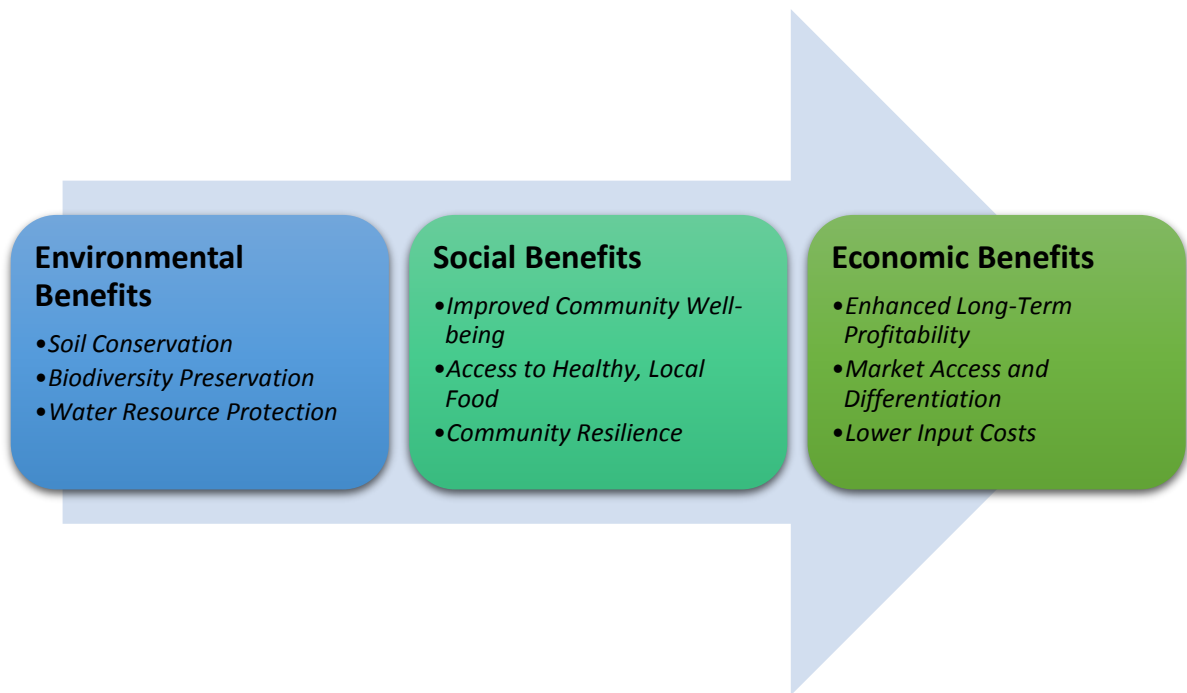 Environmental
Benefits
•Soil Conservation
•Biodiversity Preservation
•Water Resource Protection
Social Benefits
•Improved Community Well-
being
•Access to Healthy, Local
Food
•Community Resilience
Economic Benefits
•Enhanced Long-Term
Profitability
•Market Access and
Differentiation
•Lower Input Costs